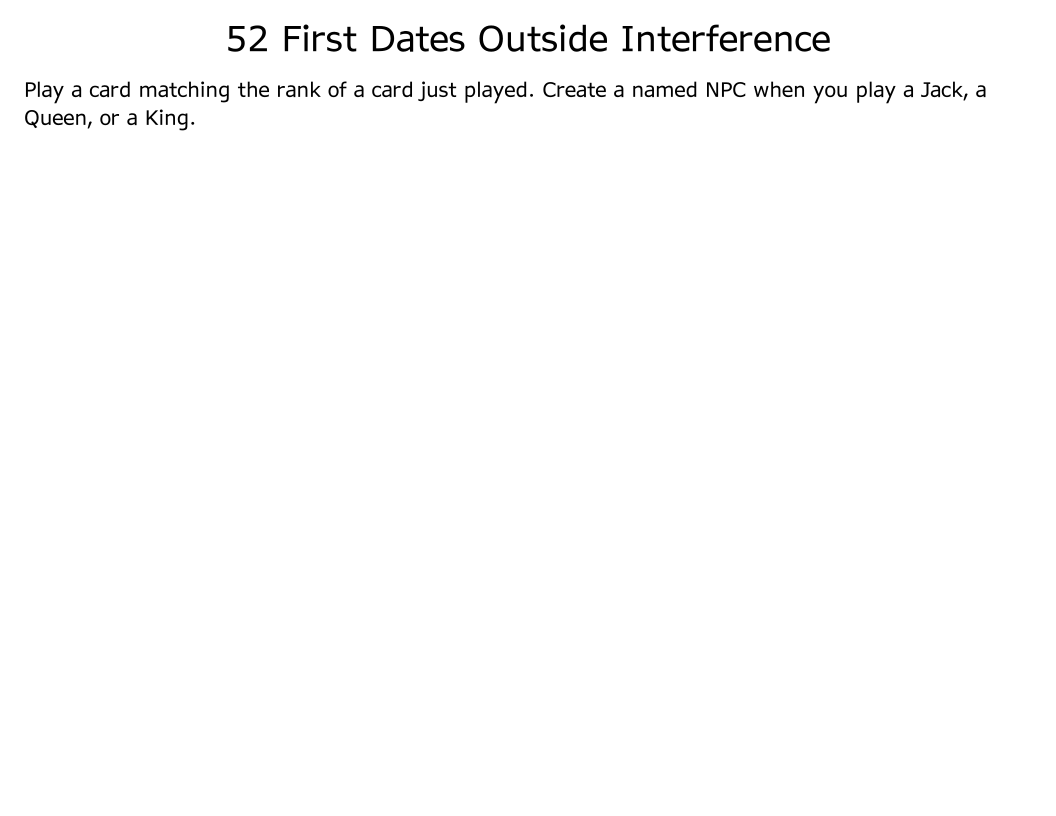 52 First Dates Outside Interference
Play a card matching the rank of a card just played. Create a named NPC when you play a Jack, a
Queen, or a King.